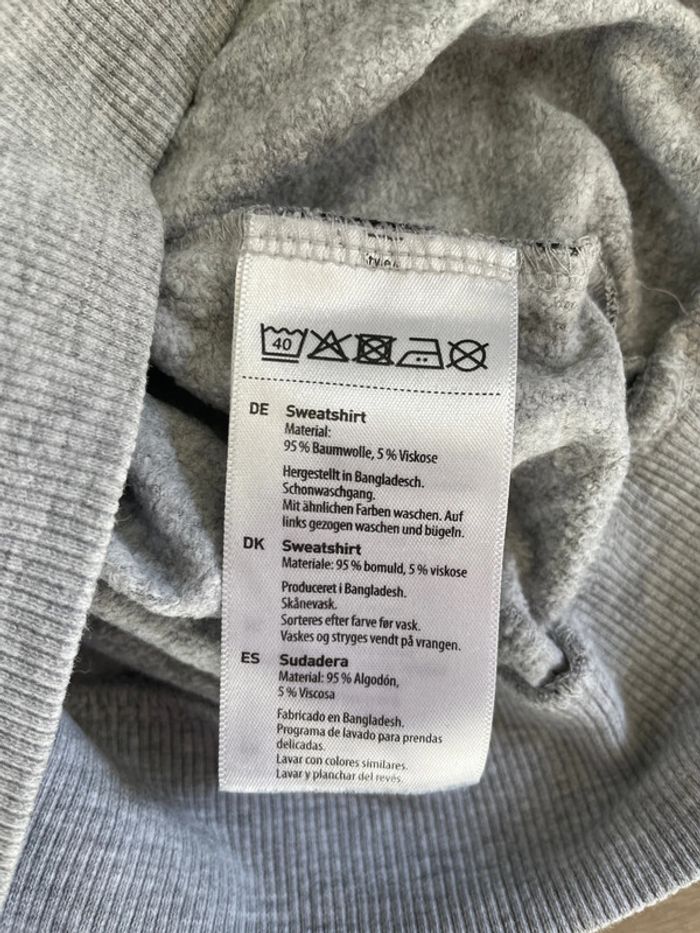 40
DE Sweatshirt
Material:
95 % Baumwolle, 5 % Viskose
Hergestellt in Bangladesch.
Schonwaschgang.
Mit ähnlichen Farben waschen. Auf
links gezogen waschen und bügeln.
DK Sweatshirt
Materiale: 95 % bomuld, 5 % viskose
Produceret i Bangladesh.
Skånevask.
Sorteres efter farve før vask.
Vaskes og stryges vendt på vrangen.
ES Sudadera
Material: 95 % Algodón,
5 % Viscosa
Fabricado en Bangladesh.
Programa de lavado para prendas
delicadas.
Lavar con colores similares.
Lavar y planchar del revés.